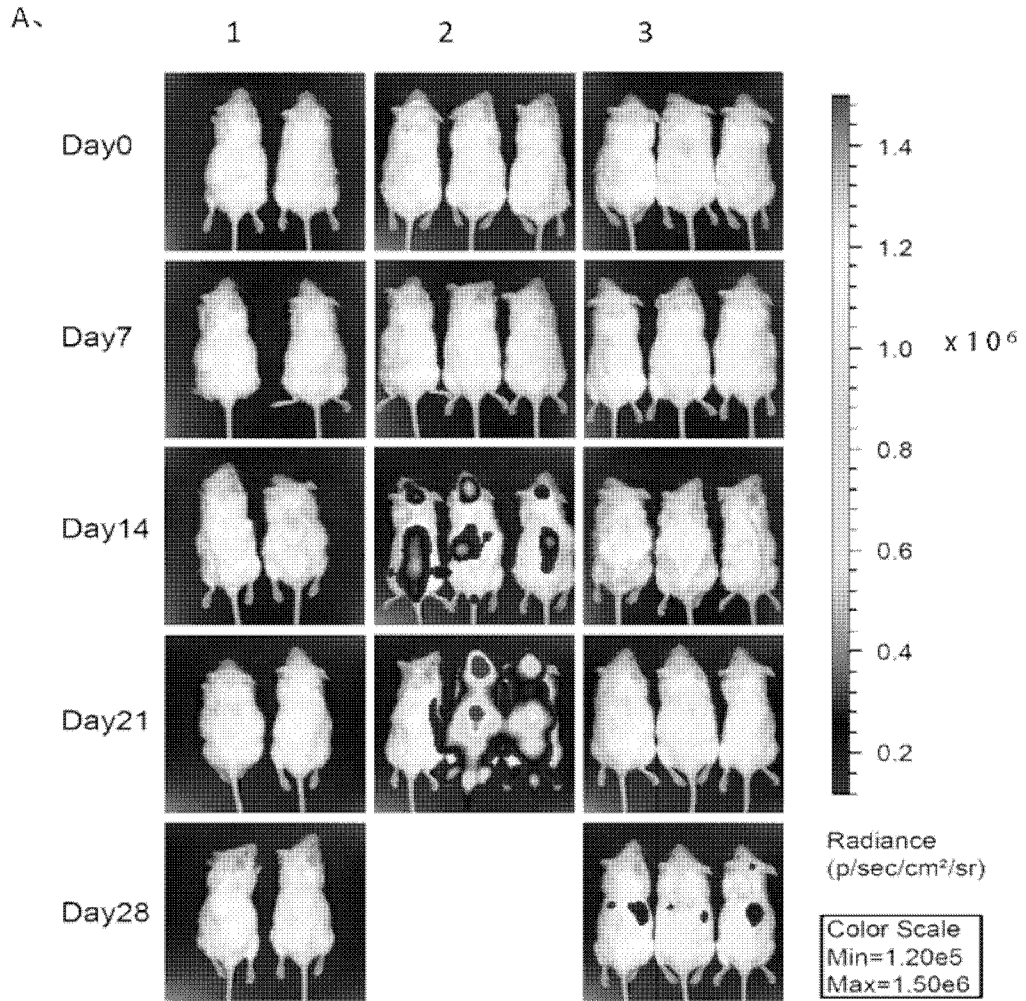 A、
1 2 3
Day0
Day7
Day14
Day21
Day28
1.4
1.2
1.0 x 10⁶
0.8
0.6
0.4
0.2
Radiance
(p/sec/cm²/sr)
Color Scale
Min=1.20e5
Max=1.50e6